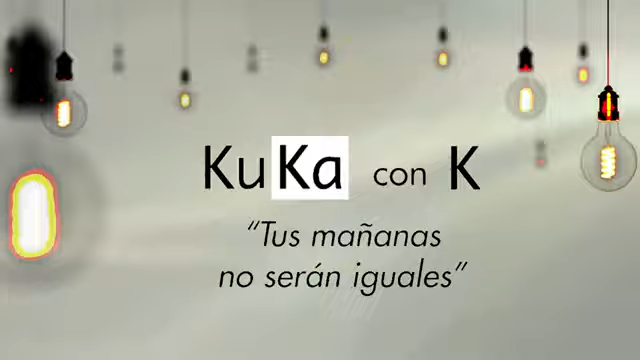 KuKa con K
“Tus mañanas
no serán iguales”